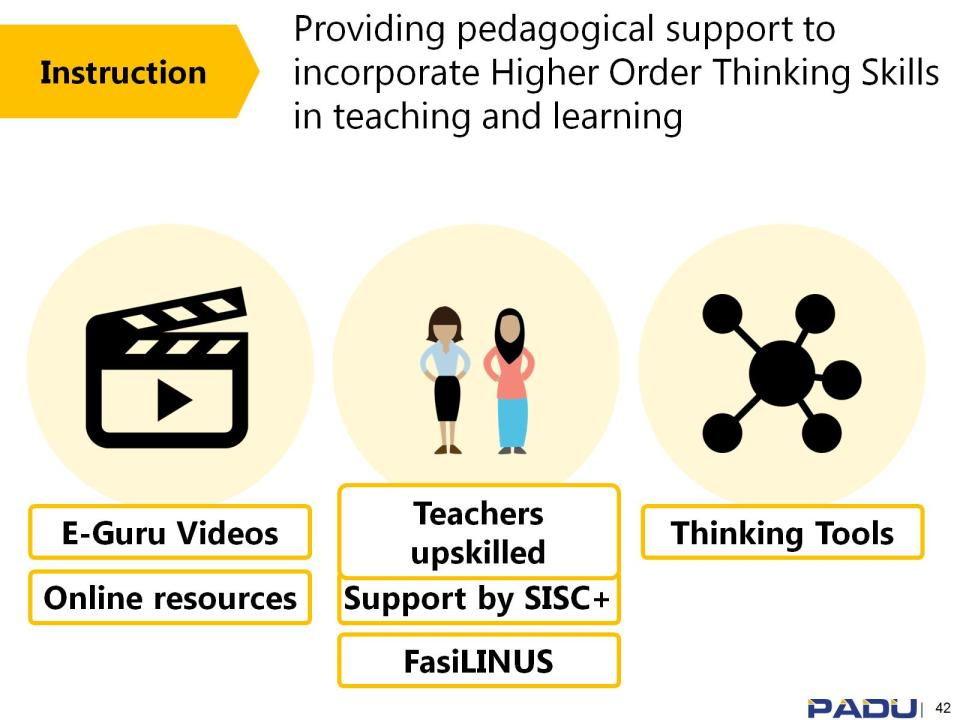 Instruction
Providing pedagogical support to
incorporate Higher Order Thinking Skills
in teaching and learning
E-Guru Videos
Online resources
Teachers
upskilled
Support by SISC+
FasiLINUS
Thinking Tools
PADU | 42